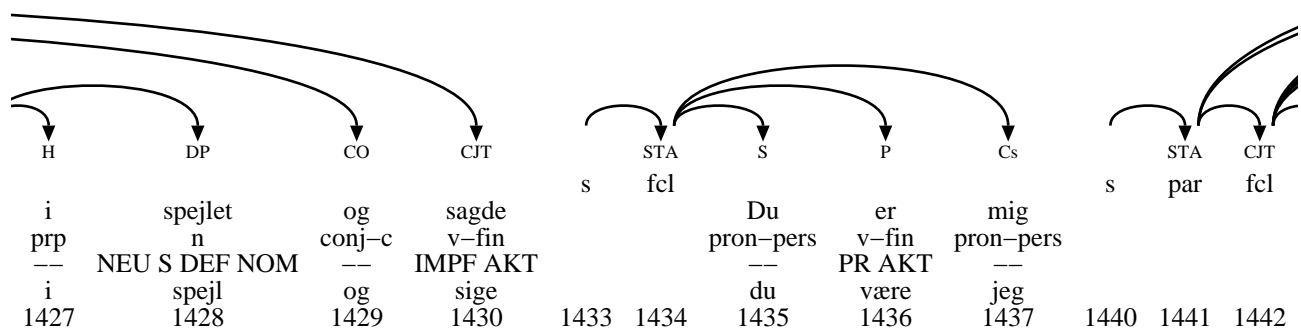 H DP CO CJT STA S P Cs STA CJT
s fcl s par fcl
i spejlet og sagde Du er mig
prp n conj−c v−fin pron−pers v−fin pron−pers
−− NEU S DEF NOM −− IMPF AKT −− PR AKT −−
i spejl og sige du være jeg
1427 1428 1429 1430 1433 1434 1435 1436 1437 1440 1441 1442